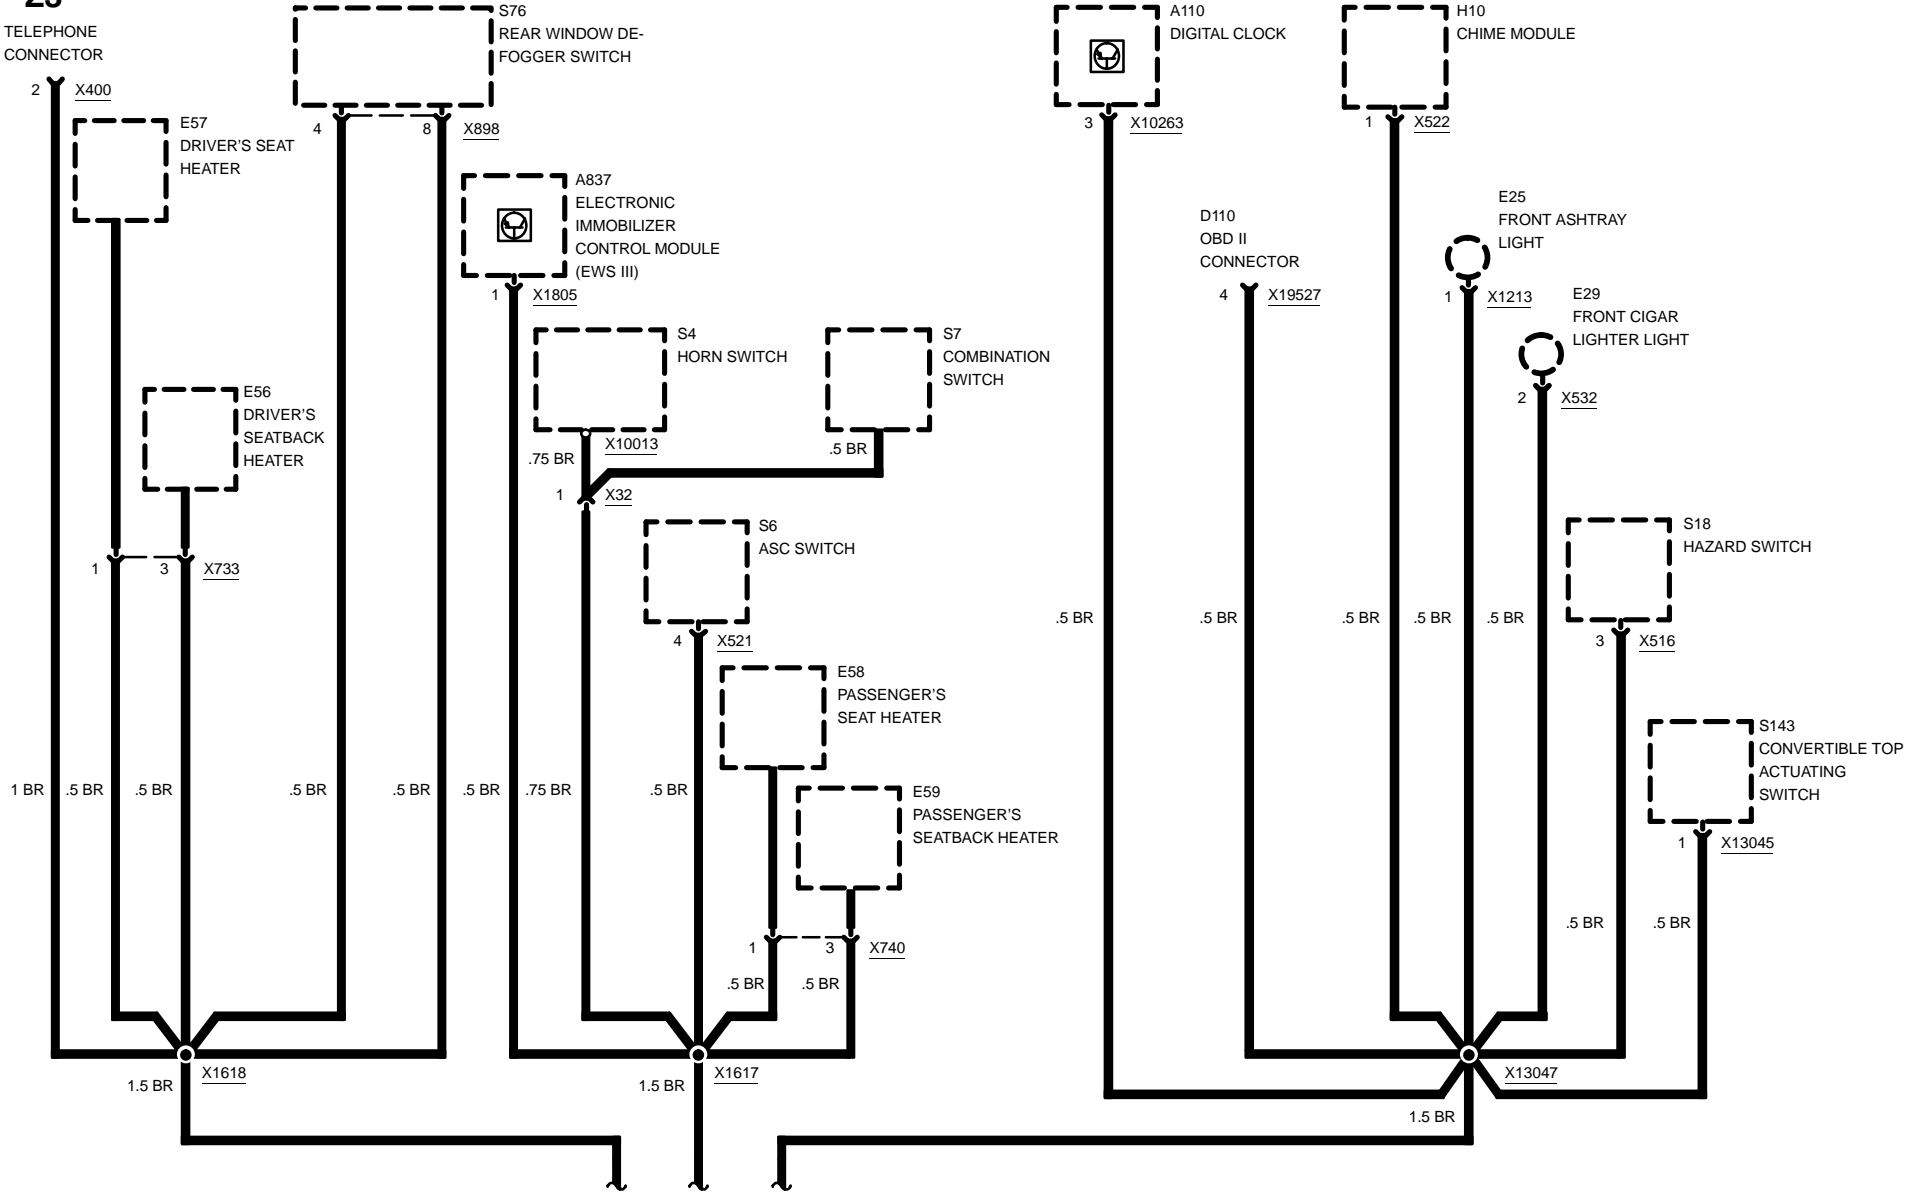 TELEPHONE
CONNECTOR
2
X400
E57
DRIVER'S SEAT
HEATER
S76
REAR WINDOW DE-
FOGGER SWITCH
4
8
X898
A837
ELECTRONIC
IMMOBILIZER
CONTROL MODULE
(EWS III)
1
X1805
E56
DRIVER'S
SEATBACK
HEATER
1
3
X733
S4
HORN SWITCH
X10013
.75 BR
S7
COMBINATION
SWITCH
.5 BR
1
X32
S6
ASC SWITCH
4
X521
E58
PASSENGER'S
SEAT HEATER
E59
PASSENGER'S
SEATBACK HEATER
1
3
X740
.5 BR
.5 BR
1 BR
.5 BR
.5 BR
.5 BR
.5 BR
.5 BR
.75 BR
.5 BR
X1618
1.5 BR
X1617
1.5 BR
A110
DIGITAL CLOCK
3
X10263
H10
CHIME MODULE
1
X522
D110
OBD II
CONNECTOR
4
X19527
E25
FRONT ASHTRAY
LIGHT
1
X1213
E29
FRONT CIGAR
LIGHTER LIGHT
2
X532
S18
HAZARD SWITCH
3
X516
S143
CONVERTIBLE TOP
ACTUATING
SWITCH
1
X13045
.5 BR
.5 BR
.5 BR
.5 BR
.5 BR
.5 BR
.5 BR
X13047
1.5 BR